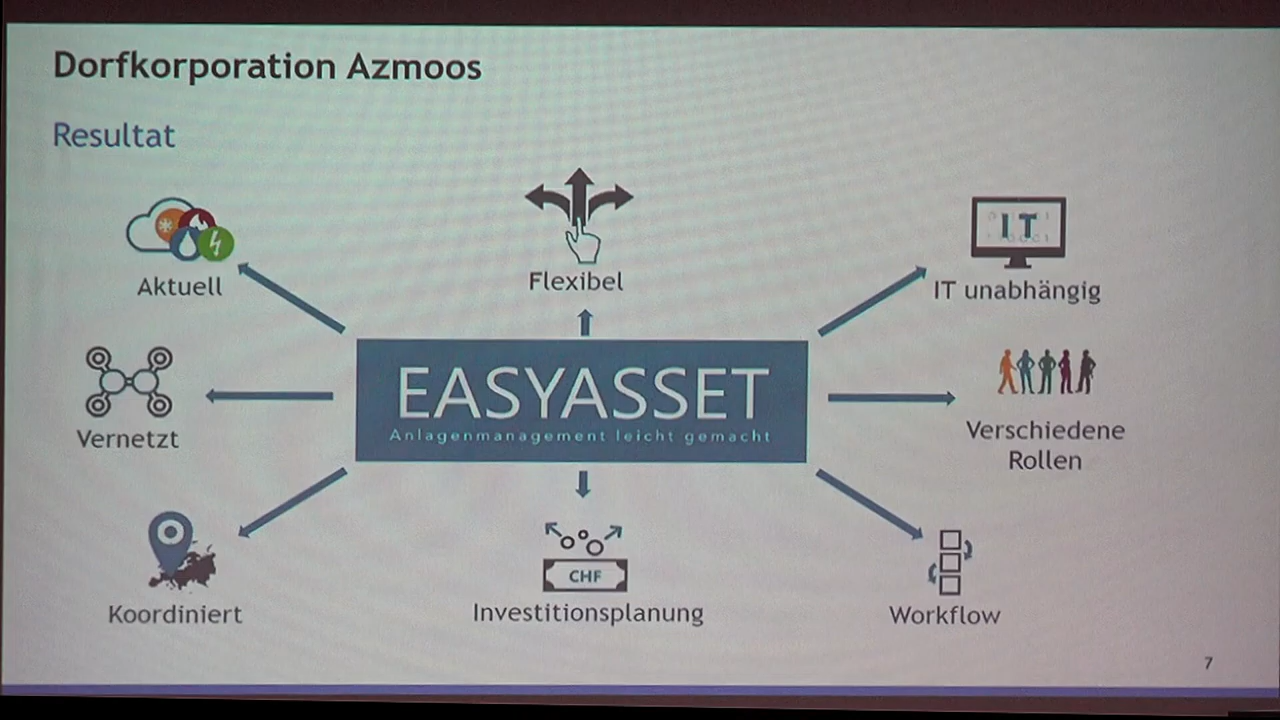 Dorfkorporation Azmoos
Resultat
Aktuell
Flexibel
IT
IT unabhängig
Vernetzt
EASYASSET
Anlagenmanagement leicht gemacht
Verschiedene
Rollen
Koordiniert
CHF
Investitionsplanung
Workflow
7